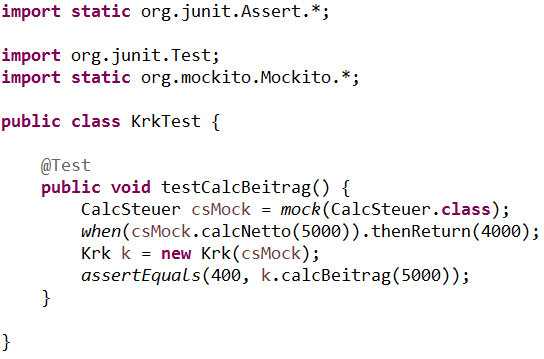 import static org.junit.Assert.*;
import org.junit.Test;
import static org.mockito.Mockito.*;
public class KrkTest {
@Test
public void testCalcBeitrag() {
CalcSteuer csMock = mock(CalcSteuer.class);
when(csMock.calcNetto(5000)).thenReturn(4000);
Krk k = new Krk(csMock);
assertEquals(400, k.calcBeitrag(5000));
}
}